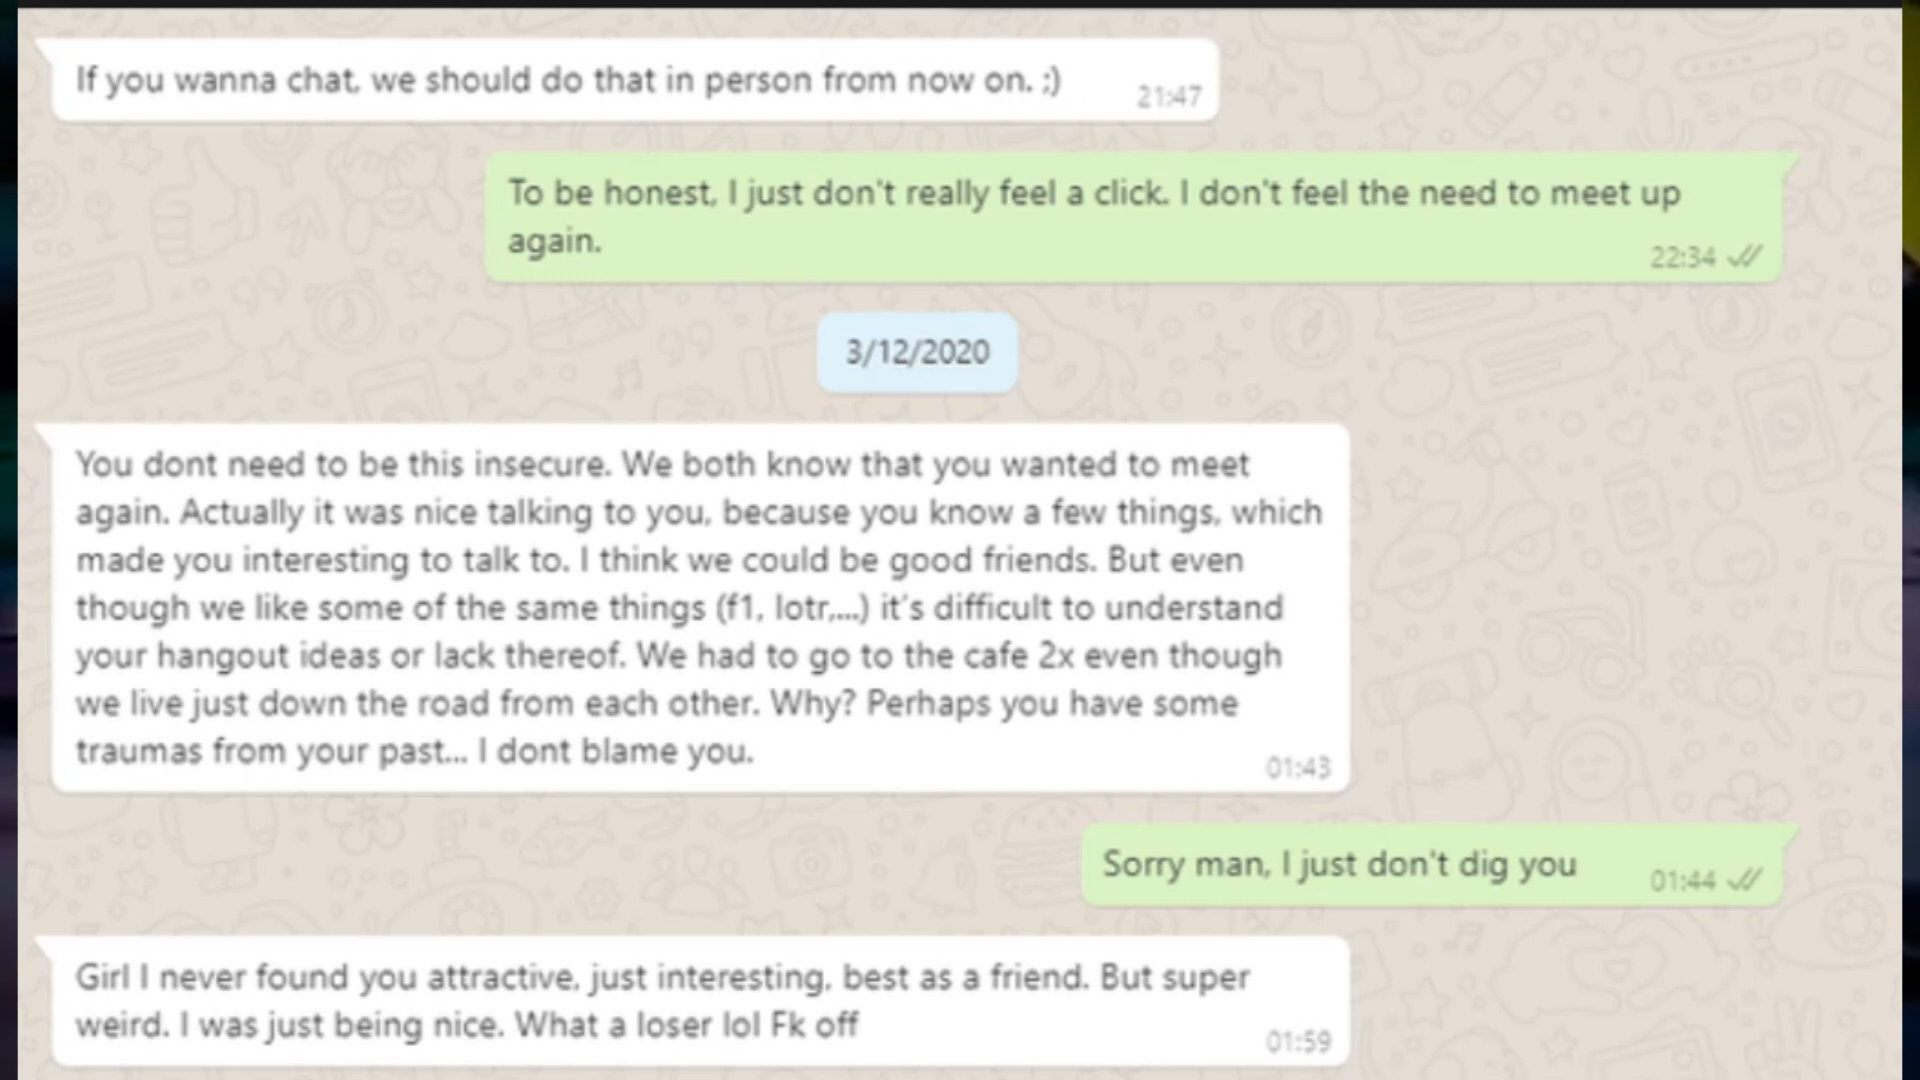 If you wanna chat, we should do that in person from now on. ;)
21:47
To be honest, I just don't really feel a click. I don't feel the need to meet up
again.
22:34
3/12/2020
You dont need to be this insecure. We both know that you wanted to meet
again. Actually it was nice talking to you, because you know a few things, which
made you interesting to talk to. I think we could be good friends. But even
though we like some of the same things (f1, lotr,...) it's difficult to understand
your hangout ideas or lack thereof. We had to go to the cafe 2x even though
we live just down the road from each other. Why? Perhaps you have some
traumas from your past... I dont blame you.
01:43
Sorry man, I just don't dig you
01:44
Girl I never found you attractive, just interesting, best as a friend. But super
weird. I was just being nice. What a loser lol Fk off
01:59